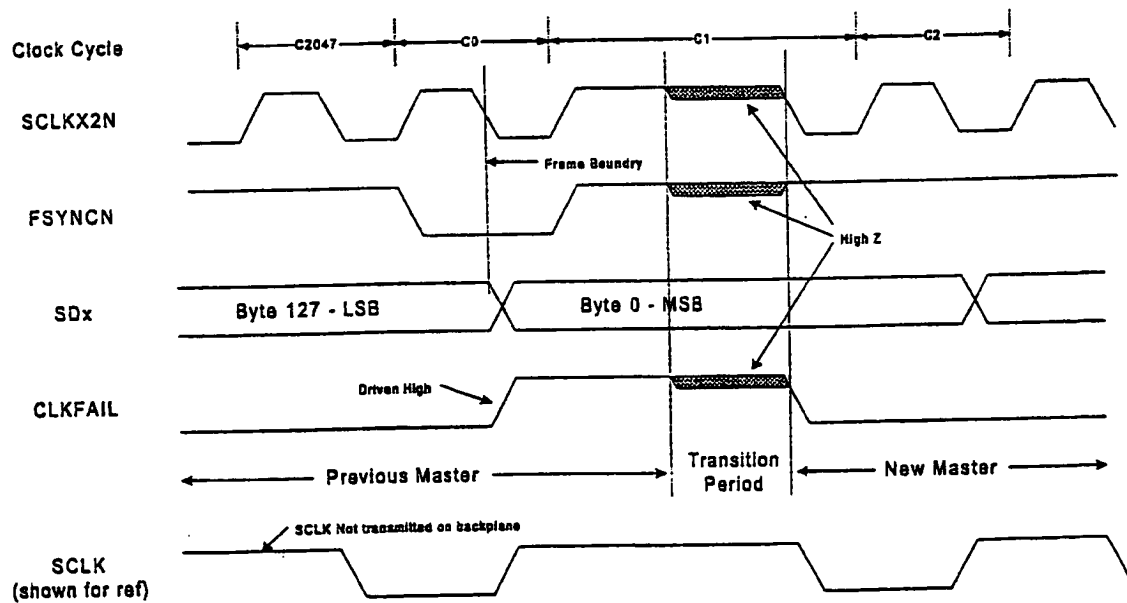 Clock Cycle
C2047
C0
C1
C2
SCLKX2N
Frame Boundry
FSYNCN
High Z
SDx
Byte 127 - LSB
Byte 0 - MSB
Driven High
CLKFAIL
Previous Master
Transition
Period
New Master
SCLK Not transmitted on backplane
SCLK
(shown for ref)